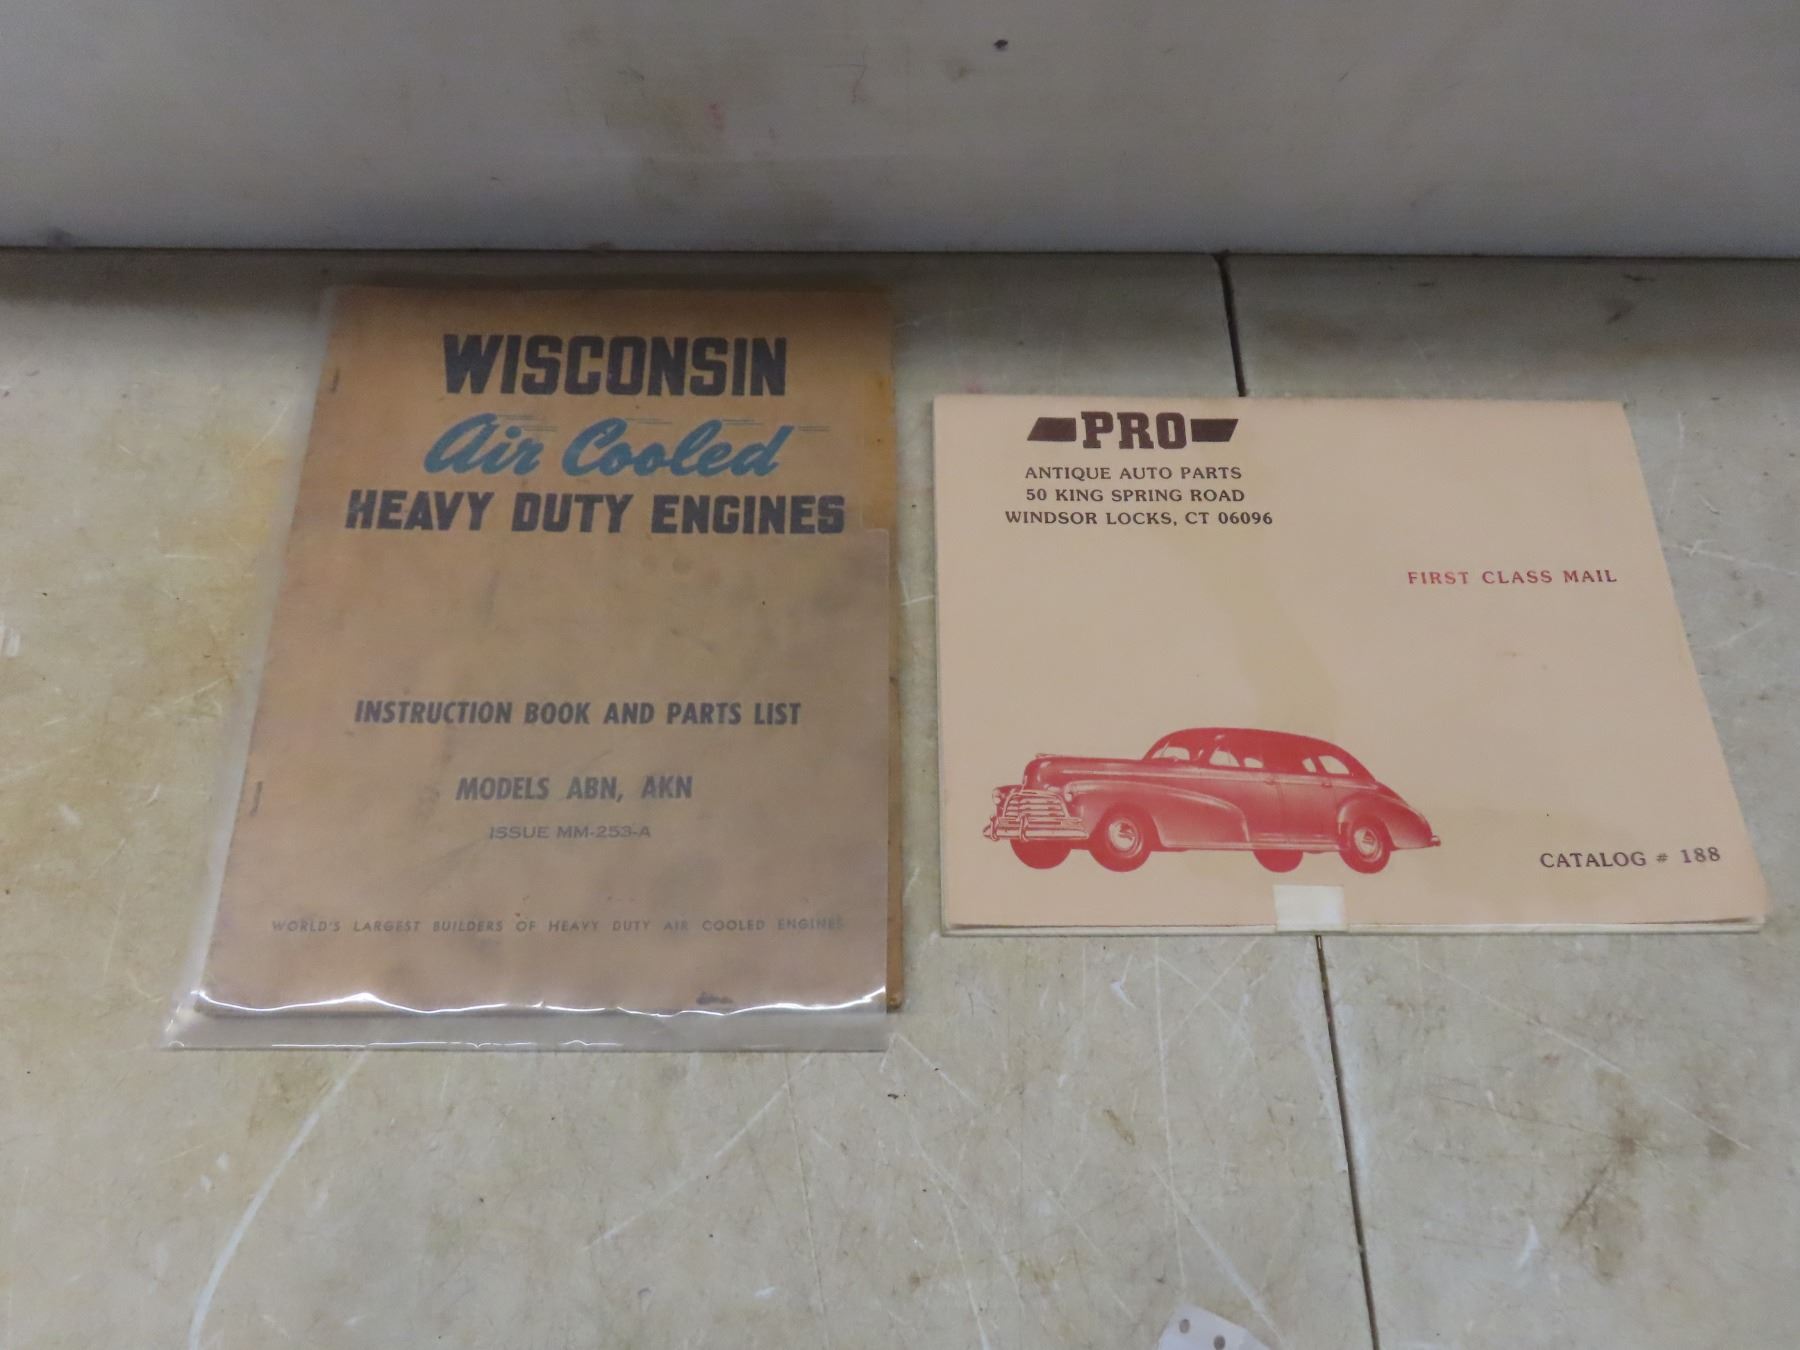 WISCONSIN
Air Cooled
HEAVY DUTY ENGINES
INSTRUCTION BOOK AND PARTS LIST
MODELS ABN, AKN
ISSUE MM-253-A
WORLD'S LARGEST BUILDERS OF HEAVY DUTY AIR COOLED ENGINES
PRO
ANTIQUE AUTO PARTS
50 KING SPRING ROAD
WINDSOR LOCKS, CT 06096
FIRST CLASS MAIL
CATALOG # 188